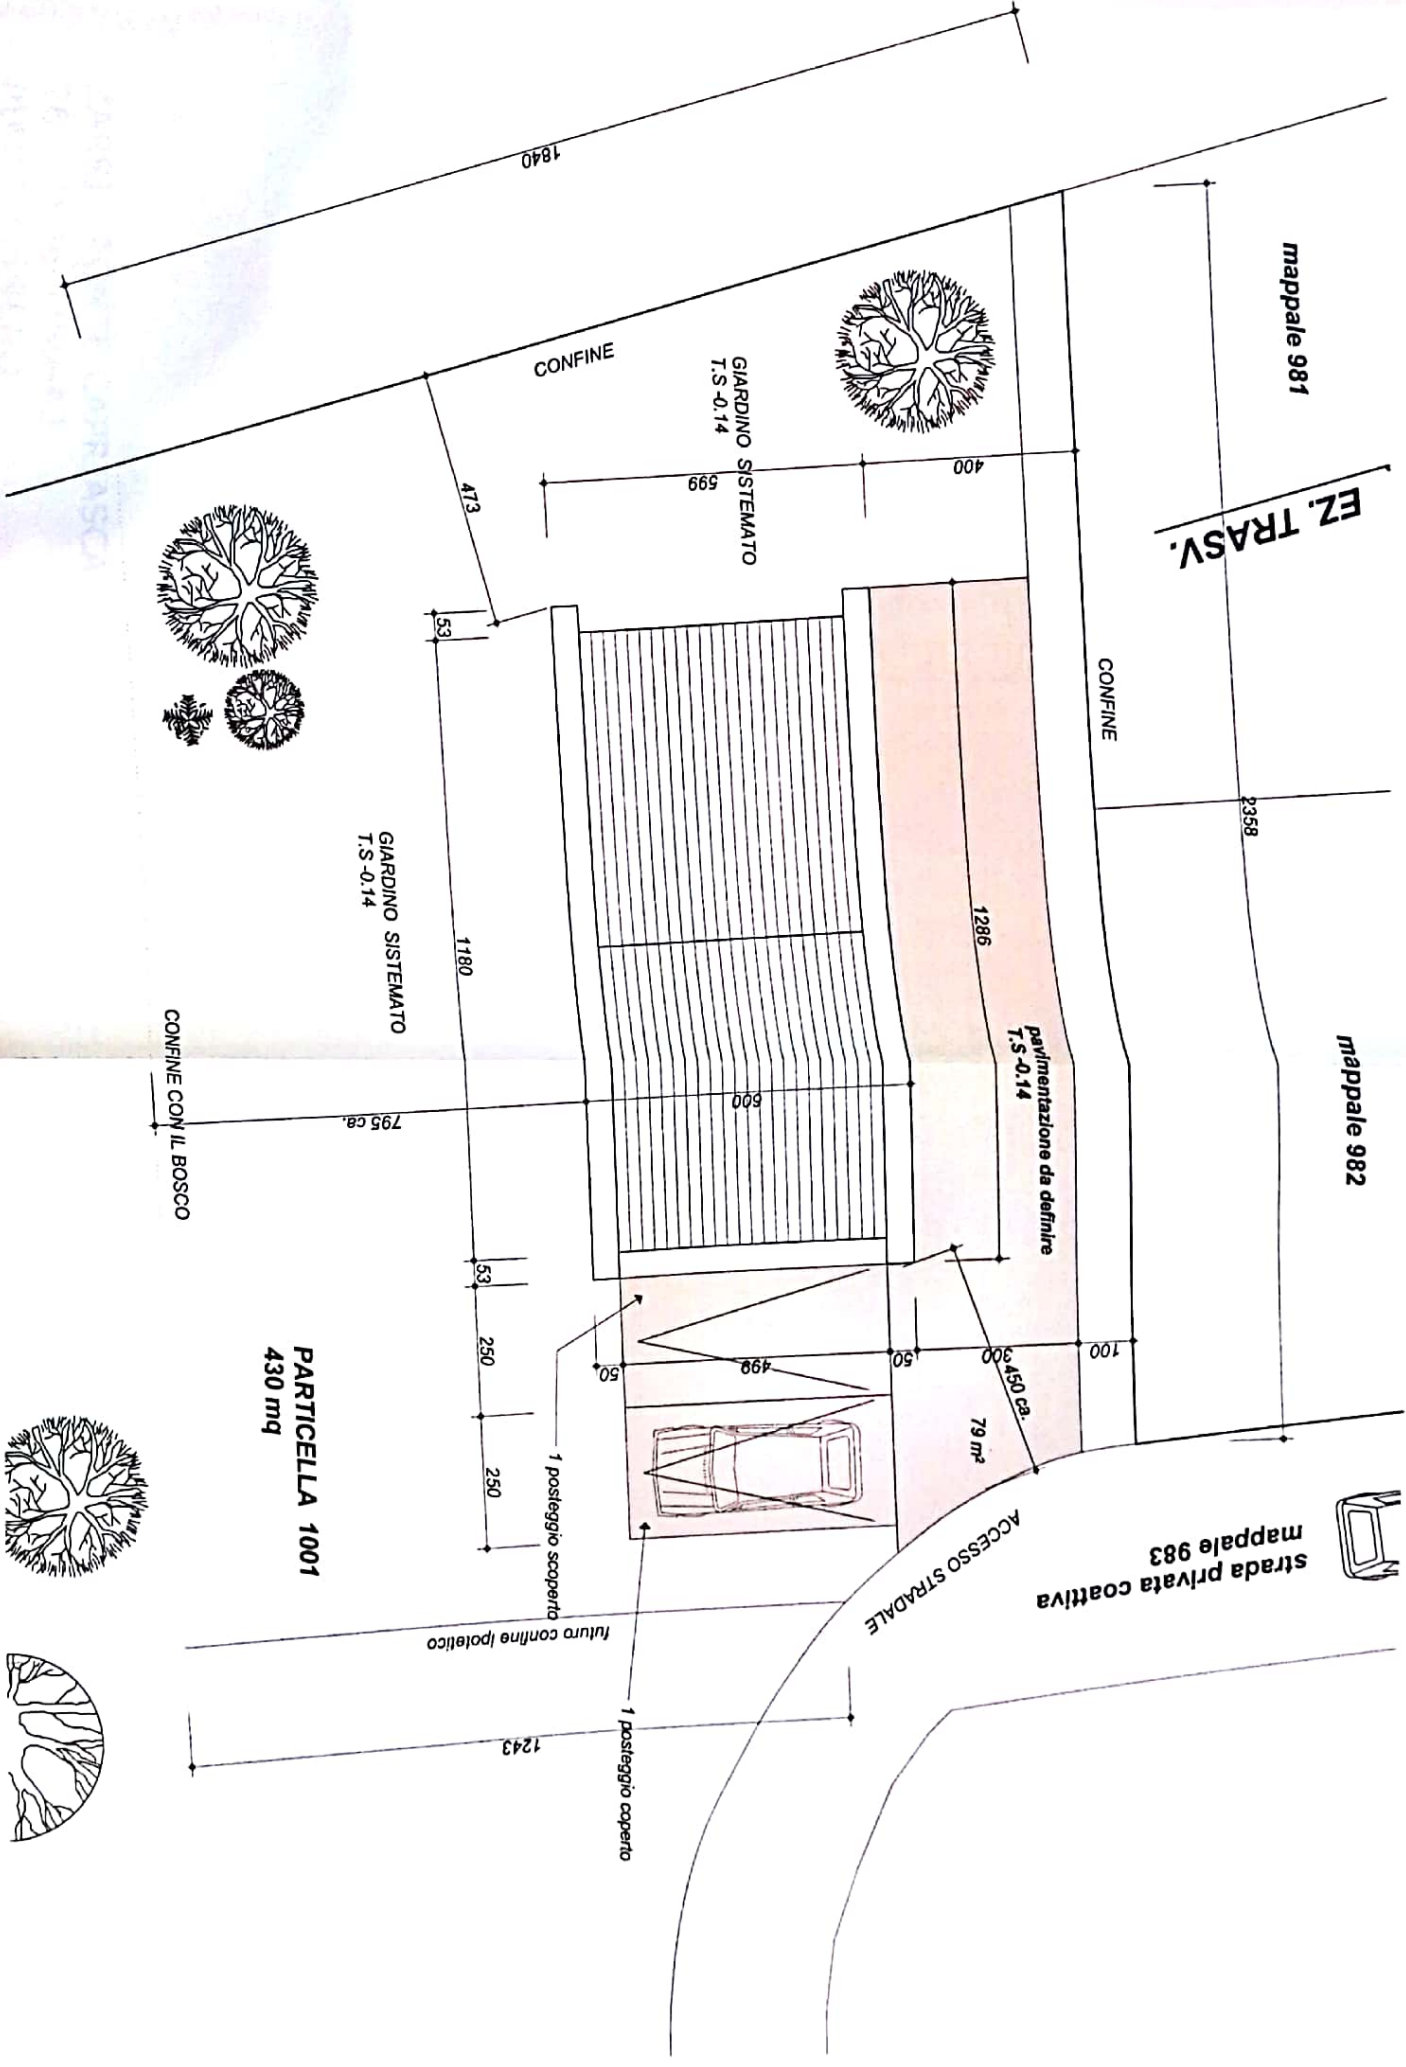 1840
mappale 981
EZ. TRASV.
CONFINE
GIARDINO SISTEMATO
T.S -0.14
400
599
473
53
CONFINE
2358
1286
GIARDINO SISTEMATO
T.S -0.14
1180
pavimentazione da definire
T.S -0.14
mappale 982
CONFINE CON IL BOSCO
795 ca.
600
53
250
250
50
499
50
300
100
450 ca.
79 m²
PARTICELLA 1001
430 mq
1 posteggio scoperto
1 posteggio coperto
ACCESSO STRADALE
strada privata coattiva
mappale 983
futuro confine ipotetico
1243